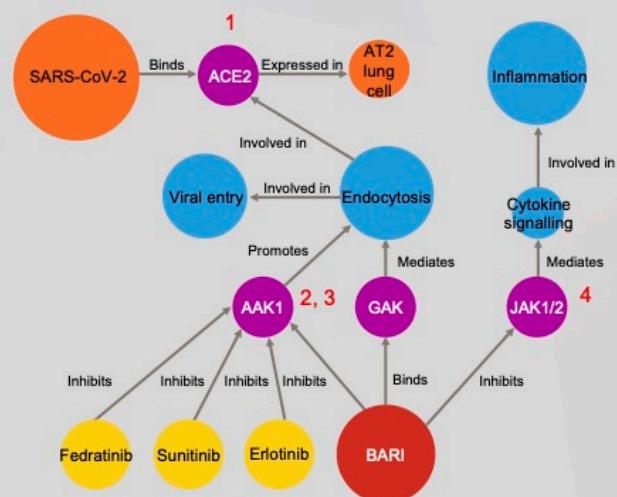 1
SARS-CoV-2
Binds
ACE2
Expressed in
AT2
lung
cell
Inflammation
Involved in
Involved in
Viral entry
Involved in
Endocytosis
Cytokine
signalling
Promotes
Mediates
Mediates
AAK1
2, 3
GAK
JAK1/2
4
Inhibits
Inhibits
Inhibits
Inhibits
Binds
Inhibits
Fedratinib
Sunitinib
Erlotinib
BARI